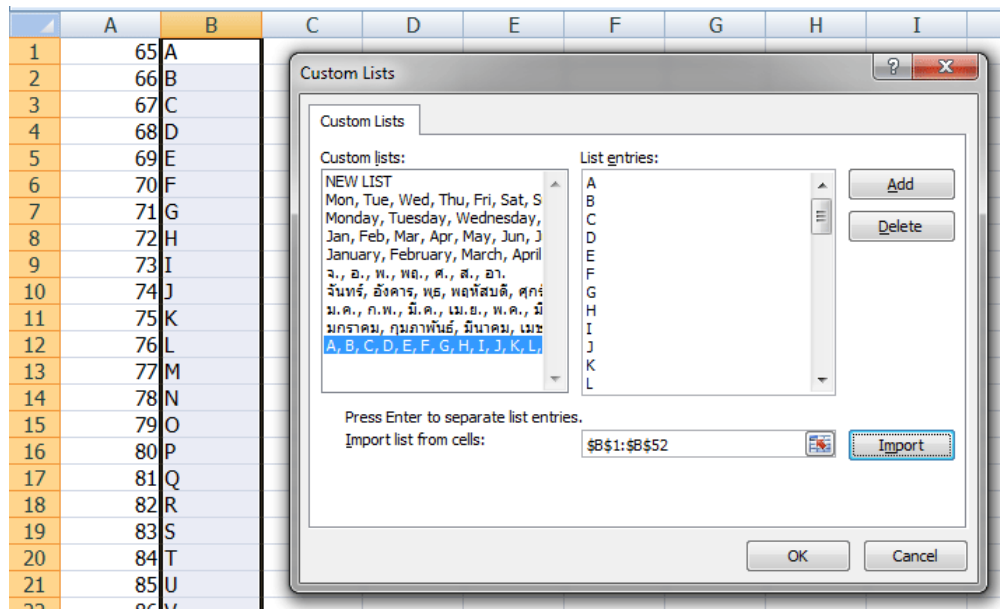 A B C D E F G H I
1 65 A
2 66 B
3 67 C
4 68 D
5 69 E
6 70 F
7 71 G
8 72 H
9 73 I
10 74 J
11 75 K
12 76 L
13 77 M
14 78 N
15 79 O
16 80 P
17 81 Q
18 82 R
19 83 S
20 84 T
21 85 U
Custom Lists
Custom Lists
Custom lists:
NEW LIST
Mon, Tue, Wed, Thu, Fri, Sat, S
Monday, Tuesday, Wednesday,
Jan, Feb, Mar, Apr, May, Jun, J
January, February, March, April
จ., อ., พ., พฤ., ศ., ส., อา.
จันทร์, อังคาร, พุธ, พฤหัสบดี, ศุกร์
ม.ค., ก.พ., มี.ค., เม.ย., พ.ค., มิ
มกราคม, กุมภาพันธ์, มีนาคม, เมษ
A, B, C, D, E, F, G, H, I, J, K, L,
List entries:
A
B
C
D
E
F
G
H
I
J
K
L
Add
Delete
Press Enter to separate list entries.
Import list from cells:
$B$1:$B$52
Import
OK
Cancel